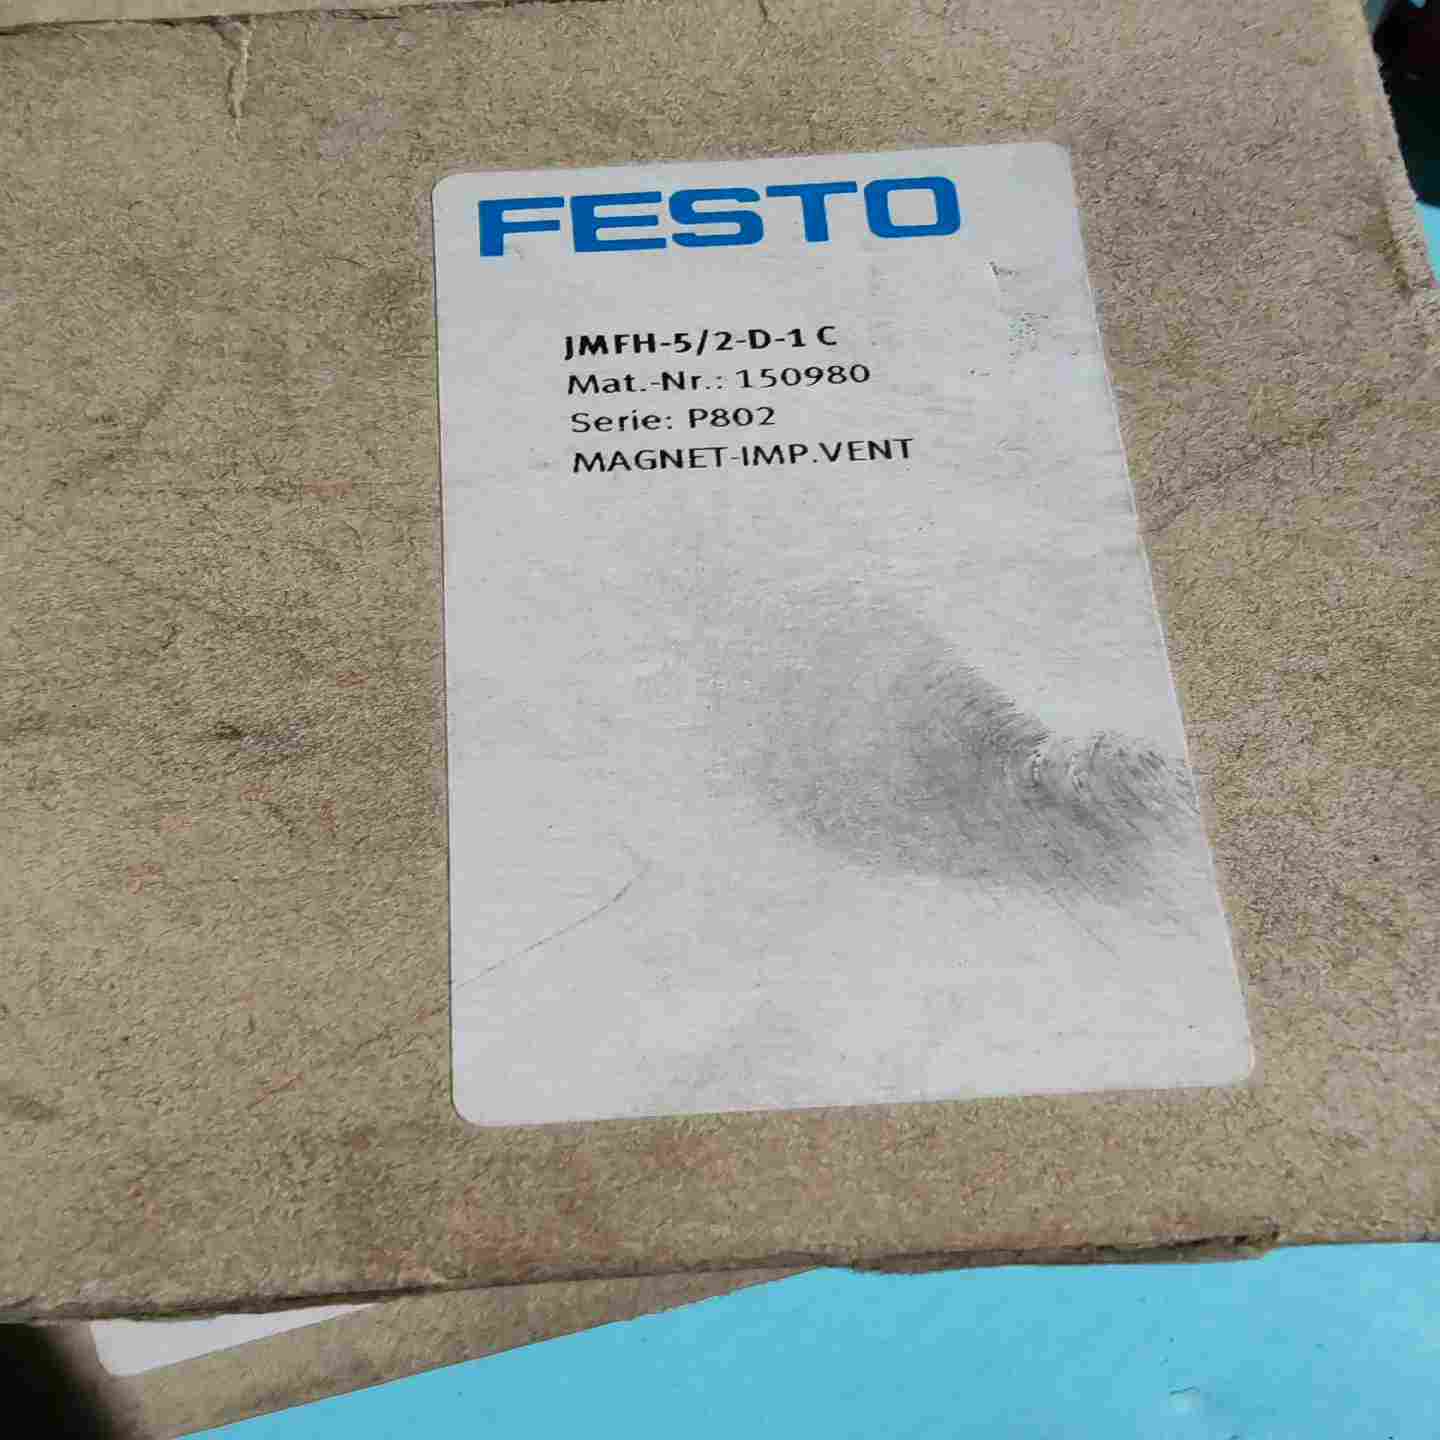 FESTO
JMFH-5/2-D-1 C
Mat.-Nr.: 150980
Serie: P802
MAGNET-IMP.VENT